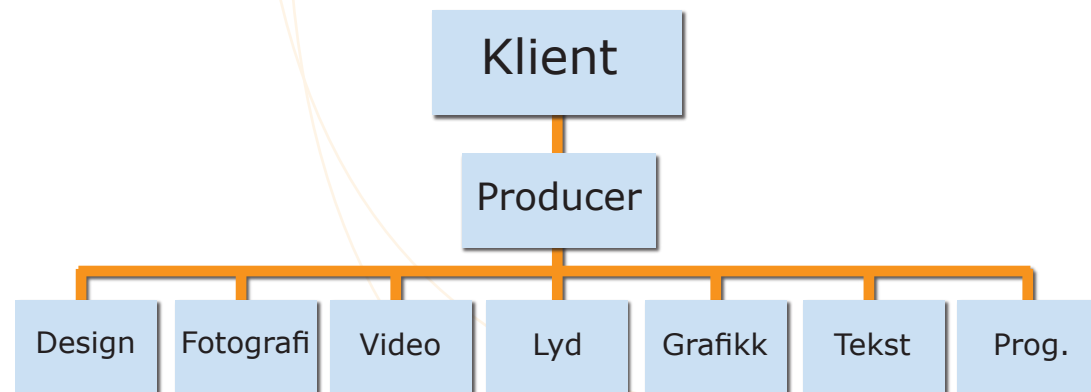 Klient
Producer
Design
Fotografi
Video
Lyd
Grafikk
Tekst
Prog.